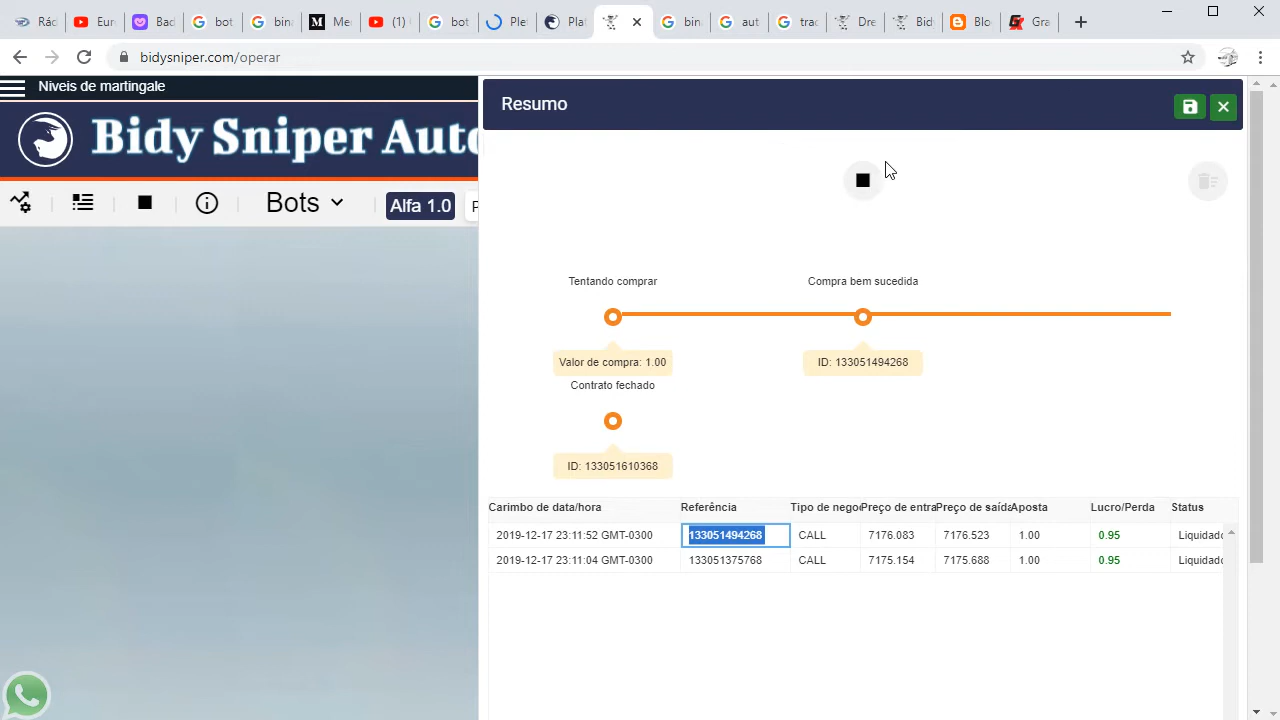 Rád
Eur
Bad
bot
bina
Me
(1)
bot
Ple
Pla
bin
aut
trac
Dre
Bid
Blo
Gra
bidysniper.com/operar
Niveis de martingale
Resumo
Bidy Sniper Auto
Bots
Alfa 1.0
Tentando comprar
Compra bem sucedida
Valor de compra: 1.00
ID: 133051494268
Contrato fechado
ID: 133051610368
Carimbo de data/hora Referência Tipo de nego Preço de entra Preço de saída Aposta Lucro/Perda Status
2019-12-17 23:11:52 GMT-0300 133051494268 CALL 7176.083 7176.523 1.00 0.95 Liquidado
2019-12-17 23:11:04 GMT-0300 133051375768 CALL 7175.154 7175.688 1.00 0.95 Liquidado